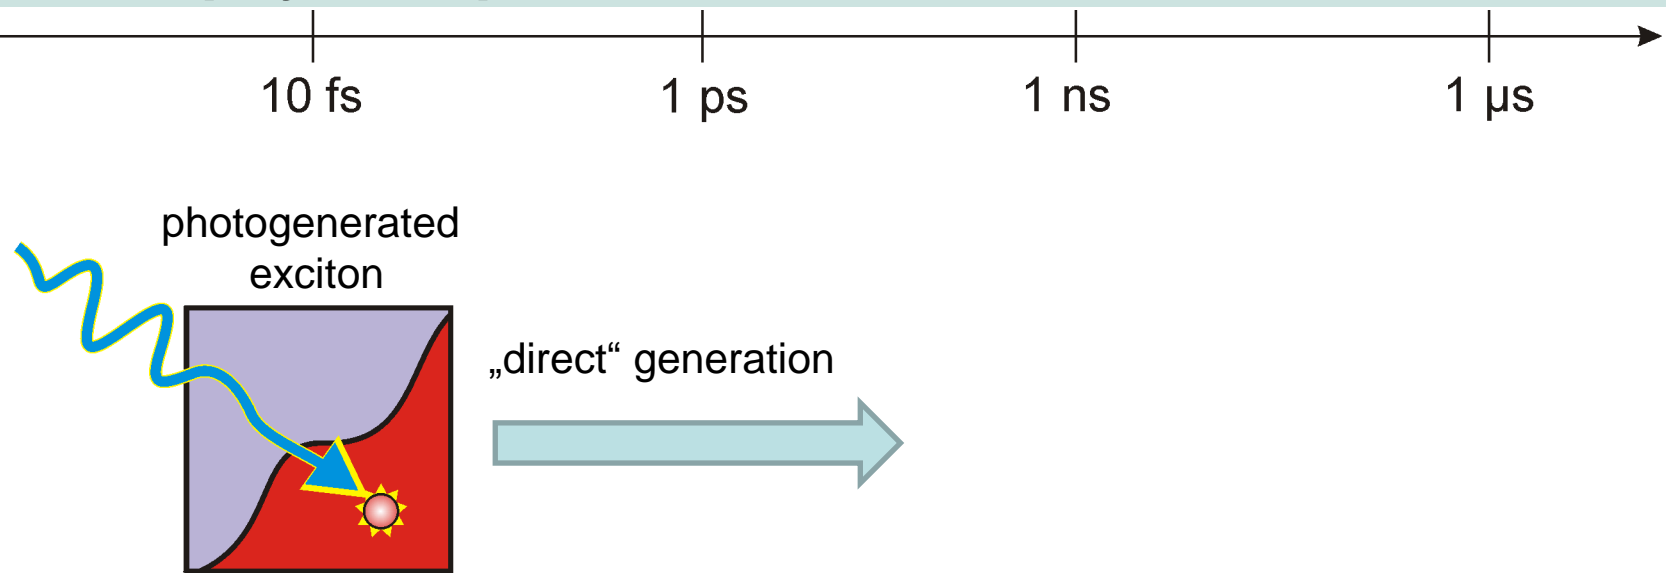 10 fs 1 ps 1 ns 1 µs
photogenerated
exciton
„direct“ generation